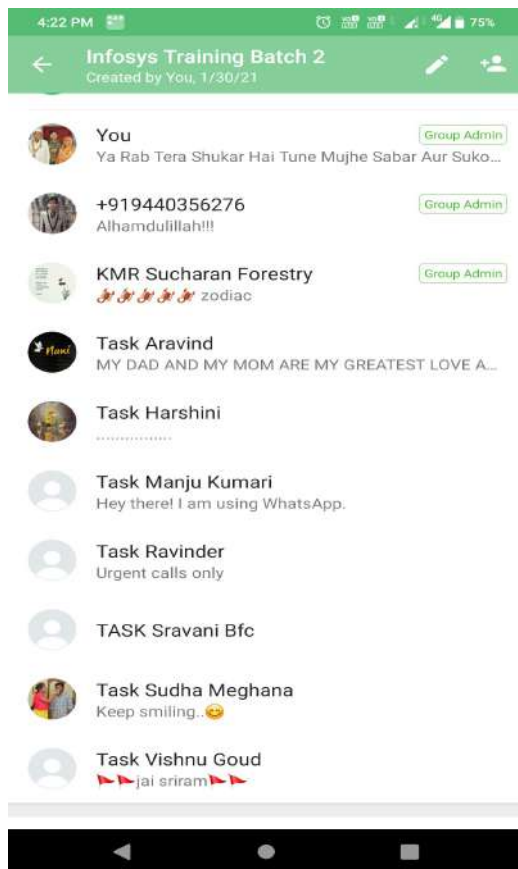 4:22 PM
4G 75%
Infosys Training Batch 2
Created by You, 1/30/21
You
Group Admin
Ya Rab Tera Shukar Hai Tune Mujhe Sabar Aur Suko...
+919440356276
Group Admin
Alhamdulillah!!!
KMR Sucharan Forestry
Group Admin
🦂🦂🦂🦂🦂 zodiac
Nani
Task Aravind
MY DAD AND MY MOM ARE MY GREATEST LOVE A...
Task Harshini
................
Task Manju Kumari
Hey there! I am using WhatsApp.
Task Ravinder
Urgent calls only
TASK Sravani Bfc
Task Sudha Meghana
Keep smiling..😊
Task Vishnu Goud
🚩🚩jai sriram🚩🚩